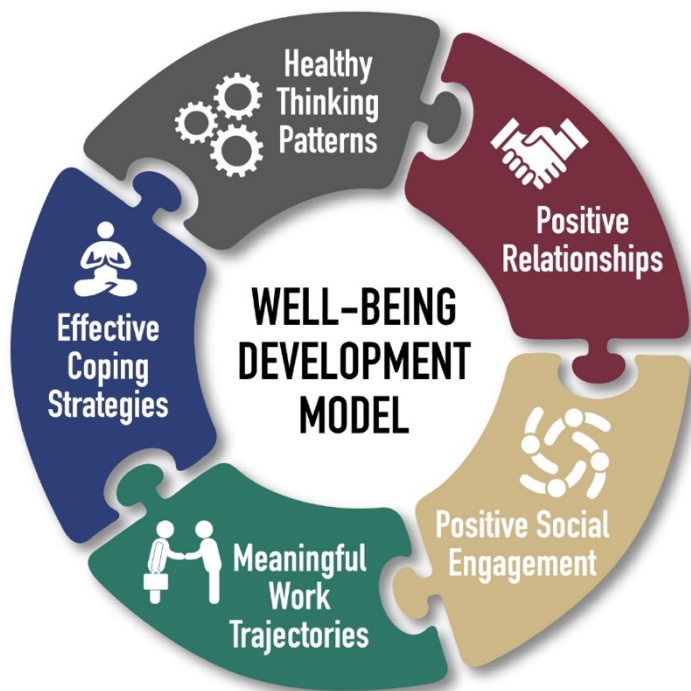 Healthy
Thinking
Patterns
Positive
Relationships
Positive Social
Engagement
Meaningful
Work
Trajectories
Effective
Coping
Strategies
WELL-BEING
DEVELOPMENT
MODEL